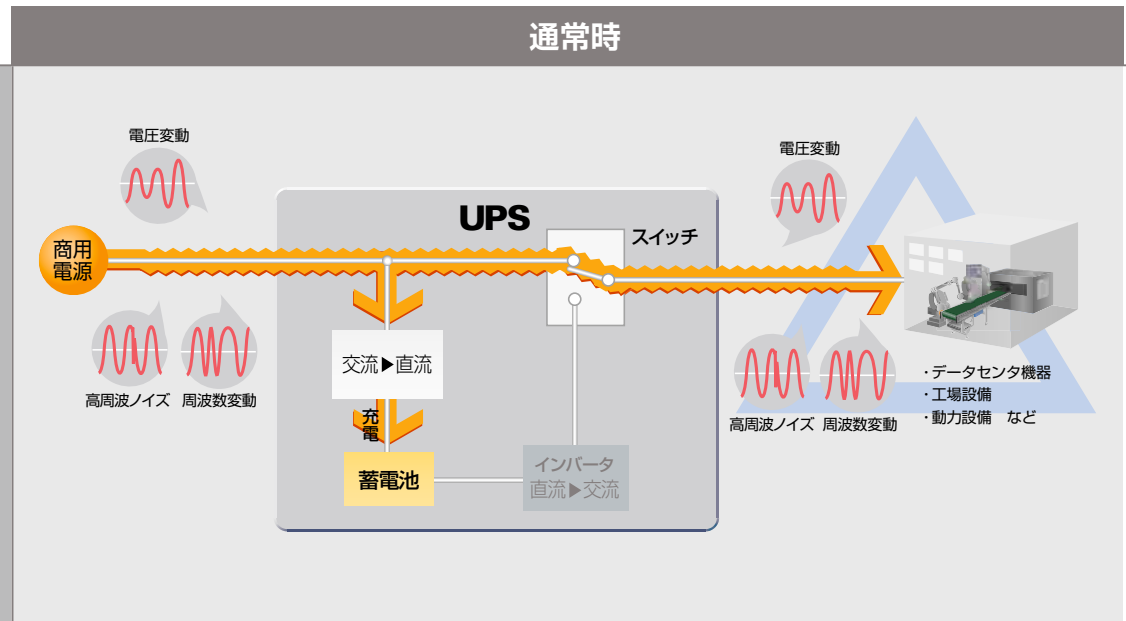 通常時
電圧変動
商用
電源
高周波ノイズ
周波数変動
UPS
スイッチ
交流▶直流
充
電
蓄電池
インバータ
直流▶交流
電圧変動
高周波ノイズ
周波数変動
・データセンタ機器
・工場設備
・動力設備　など